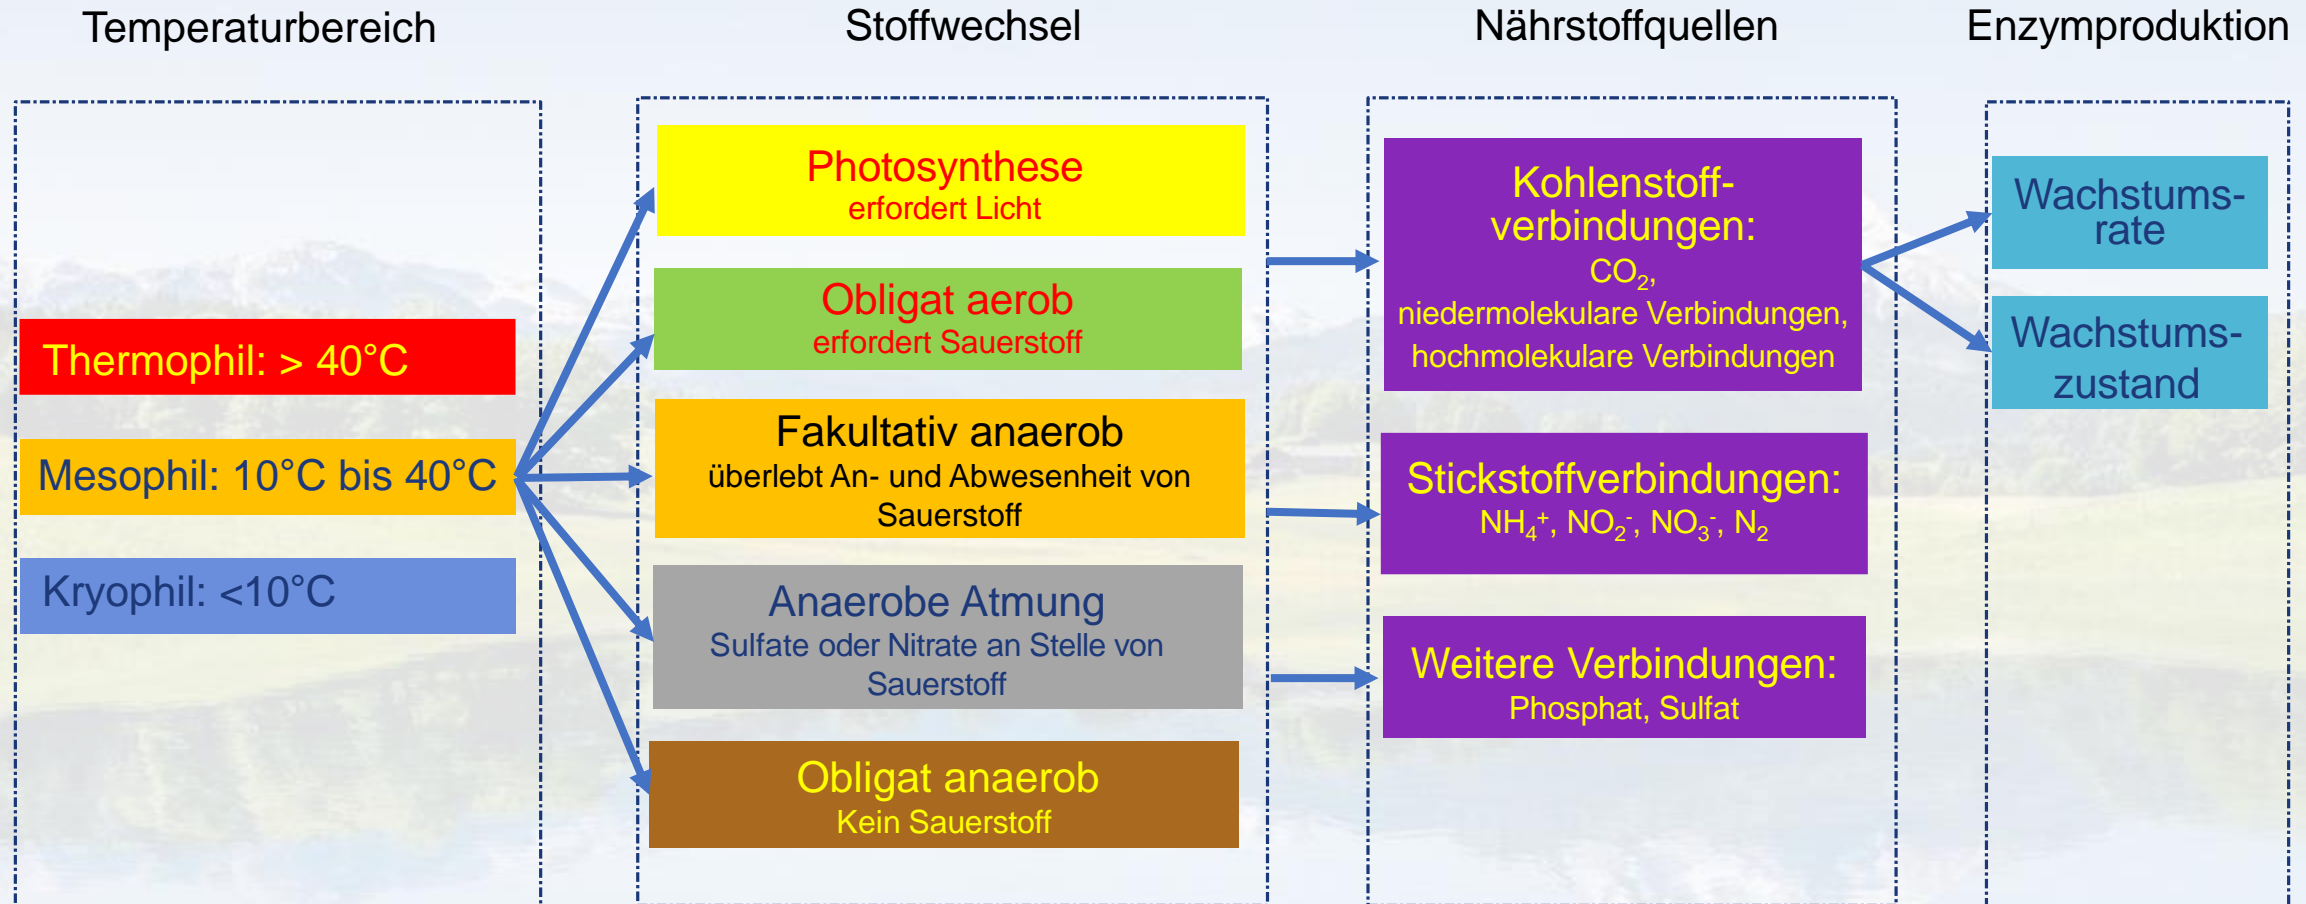 Temperaturbereich
Stoffwechsel
Nährstoffquellen
Enzymproduktion
Thermophil: > 40°C
Mesophil: 10°C bis 40°C
Kryophil: <10°C
Photosynthese
erfordert Licht
Obligat aerob
erfordert Sauerstoff
Fakultativ anaerob
überlebt An- und Abwesenheit von
Sauerstoff
Anaerobe Atmung
Sulfate oder Nitrate an Stelle von
Sauerstoff
Obligat anaerob
Kein Sauerstoff
Kohlenstoff-
verbindungen:
CO₂,
niedermolekulare Verbindungen,
hochmolekulare Verbindungen
Stickstoffverbindungen:
NH₄⁺, NO₂⁻, NO₃⁻, N₂
Weitere Verbindungen:
Phosphat, Sulfat
Wachstums-
rate
Wachstums-
zustand